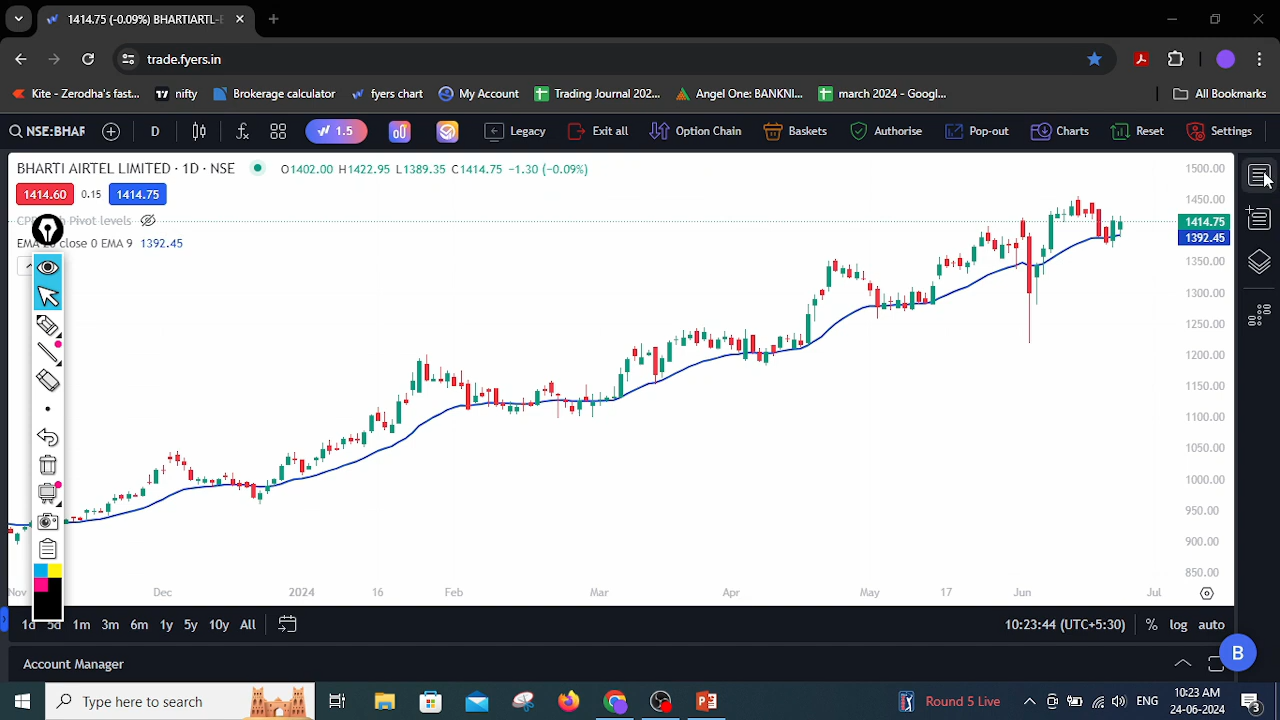 1414.75 (-0.09%) BHARTIARTL-E
trade.fyers.in
Kite - Zerodha's fast... nifty Brokerage calculator fyers chart My Account Trading Journal 202... Angel One: BANKNI... march 2024 - Googl... All Bookmarks
NSE:BHAR D 1.5 Legacy Exit all Option Chain Baskets Authorise Pop-out Charts Reset Settings
BHARTI AIRTEL LIMITED · 1D · NSE O1402.00 H1422.95 L1389.35 C1414.75 -1.30 (-0.09%)
1414.60 0.15 1414.75
Pivot levels
EMA close 0 EMA 9 1392.45
1500.00
1450.00
1414.75
1392.45
1350.00
1300.00
1250.00
1200.00
1150.00
1100.00
1050.00
1000.00
950.00
900.00
850.00
Nov Dec 2024 16 Feb Mar Apr May 17 Jun Jul
1d 5d 1m 3m 6m 1y 5y 10y All 10:23:44 (UTC+5:30) % log auto
B
Account Manager
Type here to search Round 5 Live ENG 10:23 AM
24-06-2024 3